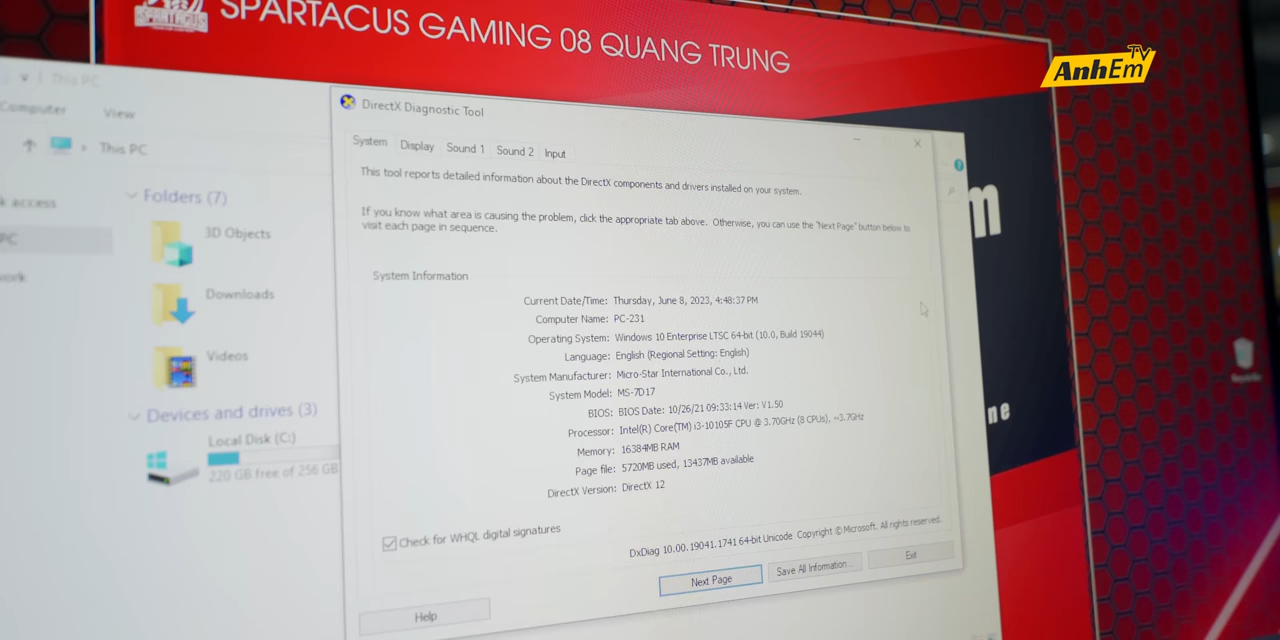 SPARTACUS
SPARTACUS GAMING 08 QUANG TRUNG
AnhEm TV
This PC
Computer View
This PC
DirectX Diagnostic Tool
System Display Sound 1 Sound 2 Input
This tool reports detailed information about the DirectX components and drivers installed on your system.
If you know what area is causing the problem, click the appropriate tab above. Otherwise, you can use the "Next Page" button below to
visit each page in sequence.
k access
PC
work
Folders (7)
3D Objects
Downloads
Videos
Devices and drives (3)
Local Disk (C:)
220 GB free of 256 GB
System Information
Current Date/Time: Thursday, June 8, 2023, 4:48:37 PM
Computer Name: PC-231
Operating System: Windows 10 Enterprise LTSC 64-bit (10.0, Build 19044)
Language: English (Regional Setting: English)
System Manufacturer: Micro-Star International Co., Ltd.
System Model: MS-7D17
BIOS: BIOS Date: 10/26/21 09:33:14 Ver: V1.50
Processor: Intel(R) Core(TM) i3-10105F CPU @ 3.70GHz (8 CPUs), ~3.7GHz
Memory: 16384MB RAM
Page file: 5720MB used, 13437MB available
DirectX Version: DirectX 12
Check for WHQL digital signatures
DxDiag 10.00.19041.1741 64-bit Unicode Copyright © Microsoft. All rights reserved.
Help
Next Page
Save All Information...
Exit
m
ne